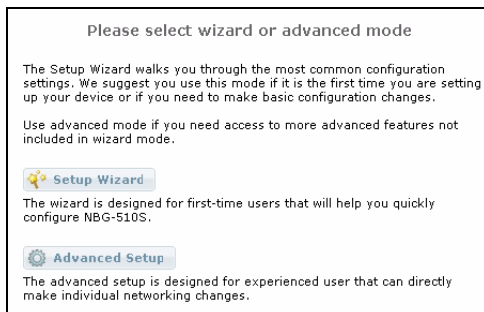 Please select wizard or advanced mode
The Setup Wizard walks you through the most common configuration
settings. We suggest you use this mode if it is the first time you are setting
up your device or if you need to make basic configuration changes.
Use advanced mode if you need access to more advanced features not
included in wizard mode.
Setup Wizard
The wizard is designed for first-time users that will help you quickly
configure NBG-510S.
Advanced Setup
The advanced setup is designed for experienced user that can directly
make individual networking changes.